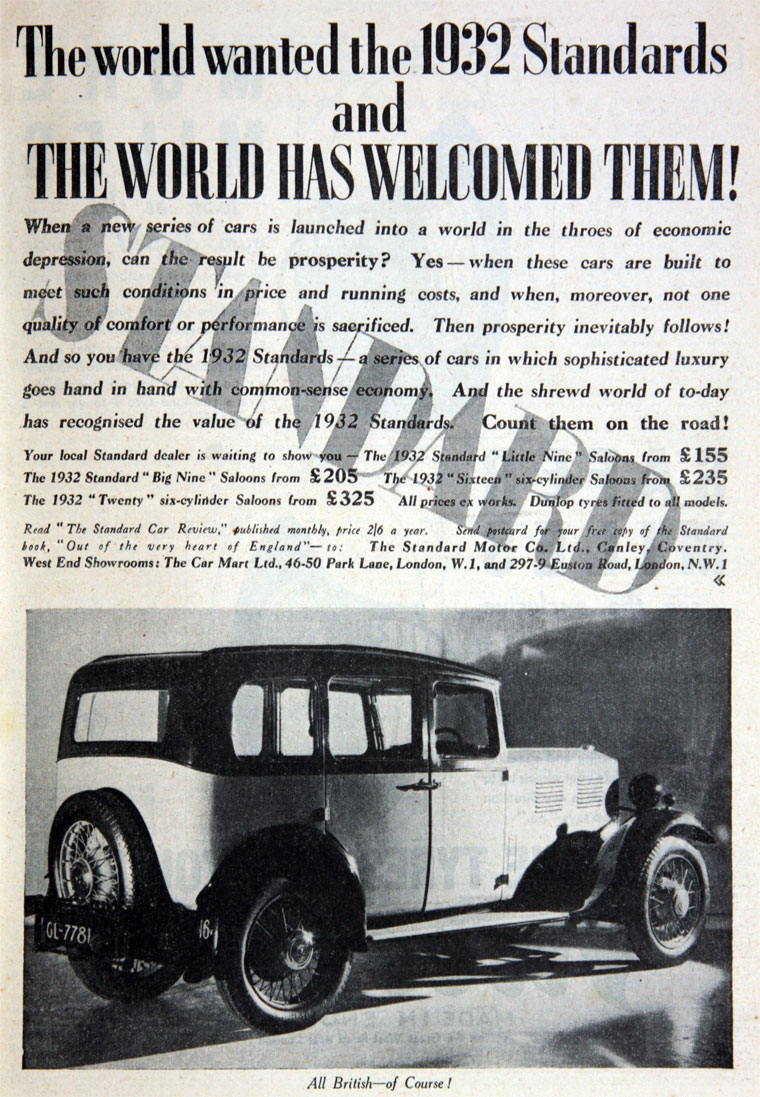 The world wanted the 1932 Standards
and
THE WORLD HAS WELCOMED THEM!
STANDARD
When a new series of cars is launched into a world in the throes of economic
depression, can the result be prosperity? Yes—when these cars are built to
meet such conditions in price and running costs, and when, moreover, not one
quality of comfort or performance is sacrificed. Then prosperity inevitably follows!
And so you have the 1932 Standards—a series of cars in which sophisticated luxury
goes hand in hand with common-sense economy. And the shrewd world of to-day
has recognised the value of the 1932 Standards. Count them on the road!
Your local Standard dealer is waiting to show you—The 1932 Standard "Little Nine" Saloons from £155
The 1932 Standard "Big Nine" Saloons from £205 The 1932 "Sixteen" six-cylinder Saloons from £235
The 1932 "Twenty" six-cylinder Saloons from £325 All prices ex works. Dunlop tyres fitted to all models.
Read "The Standard Car Review," published monthly, price 2/6 a year. Send postcard for your free copy of the Standard
book, "Out of the very heart of England"—to: The Standard Motor Co. Ltd., Canley, Coventry.
West End Showrooms: The Car Mart Ltd., 46-50 Park Lane, London, W.1, and 297-9 Euston Road, London, N.W.1
GL-7781
16
All British—of Course!